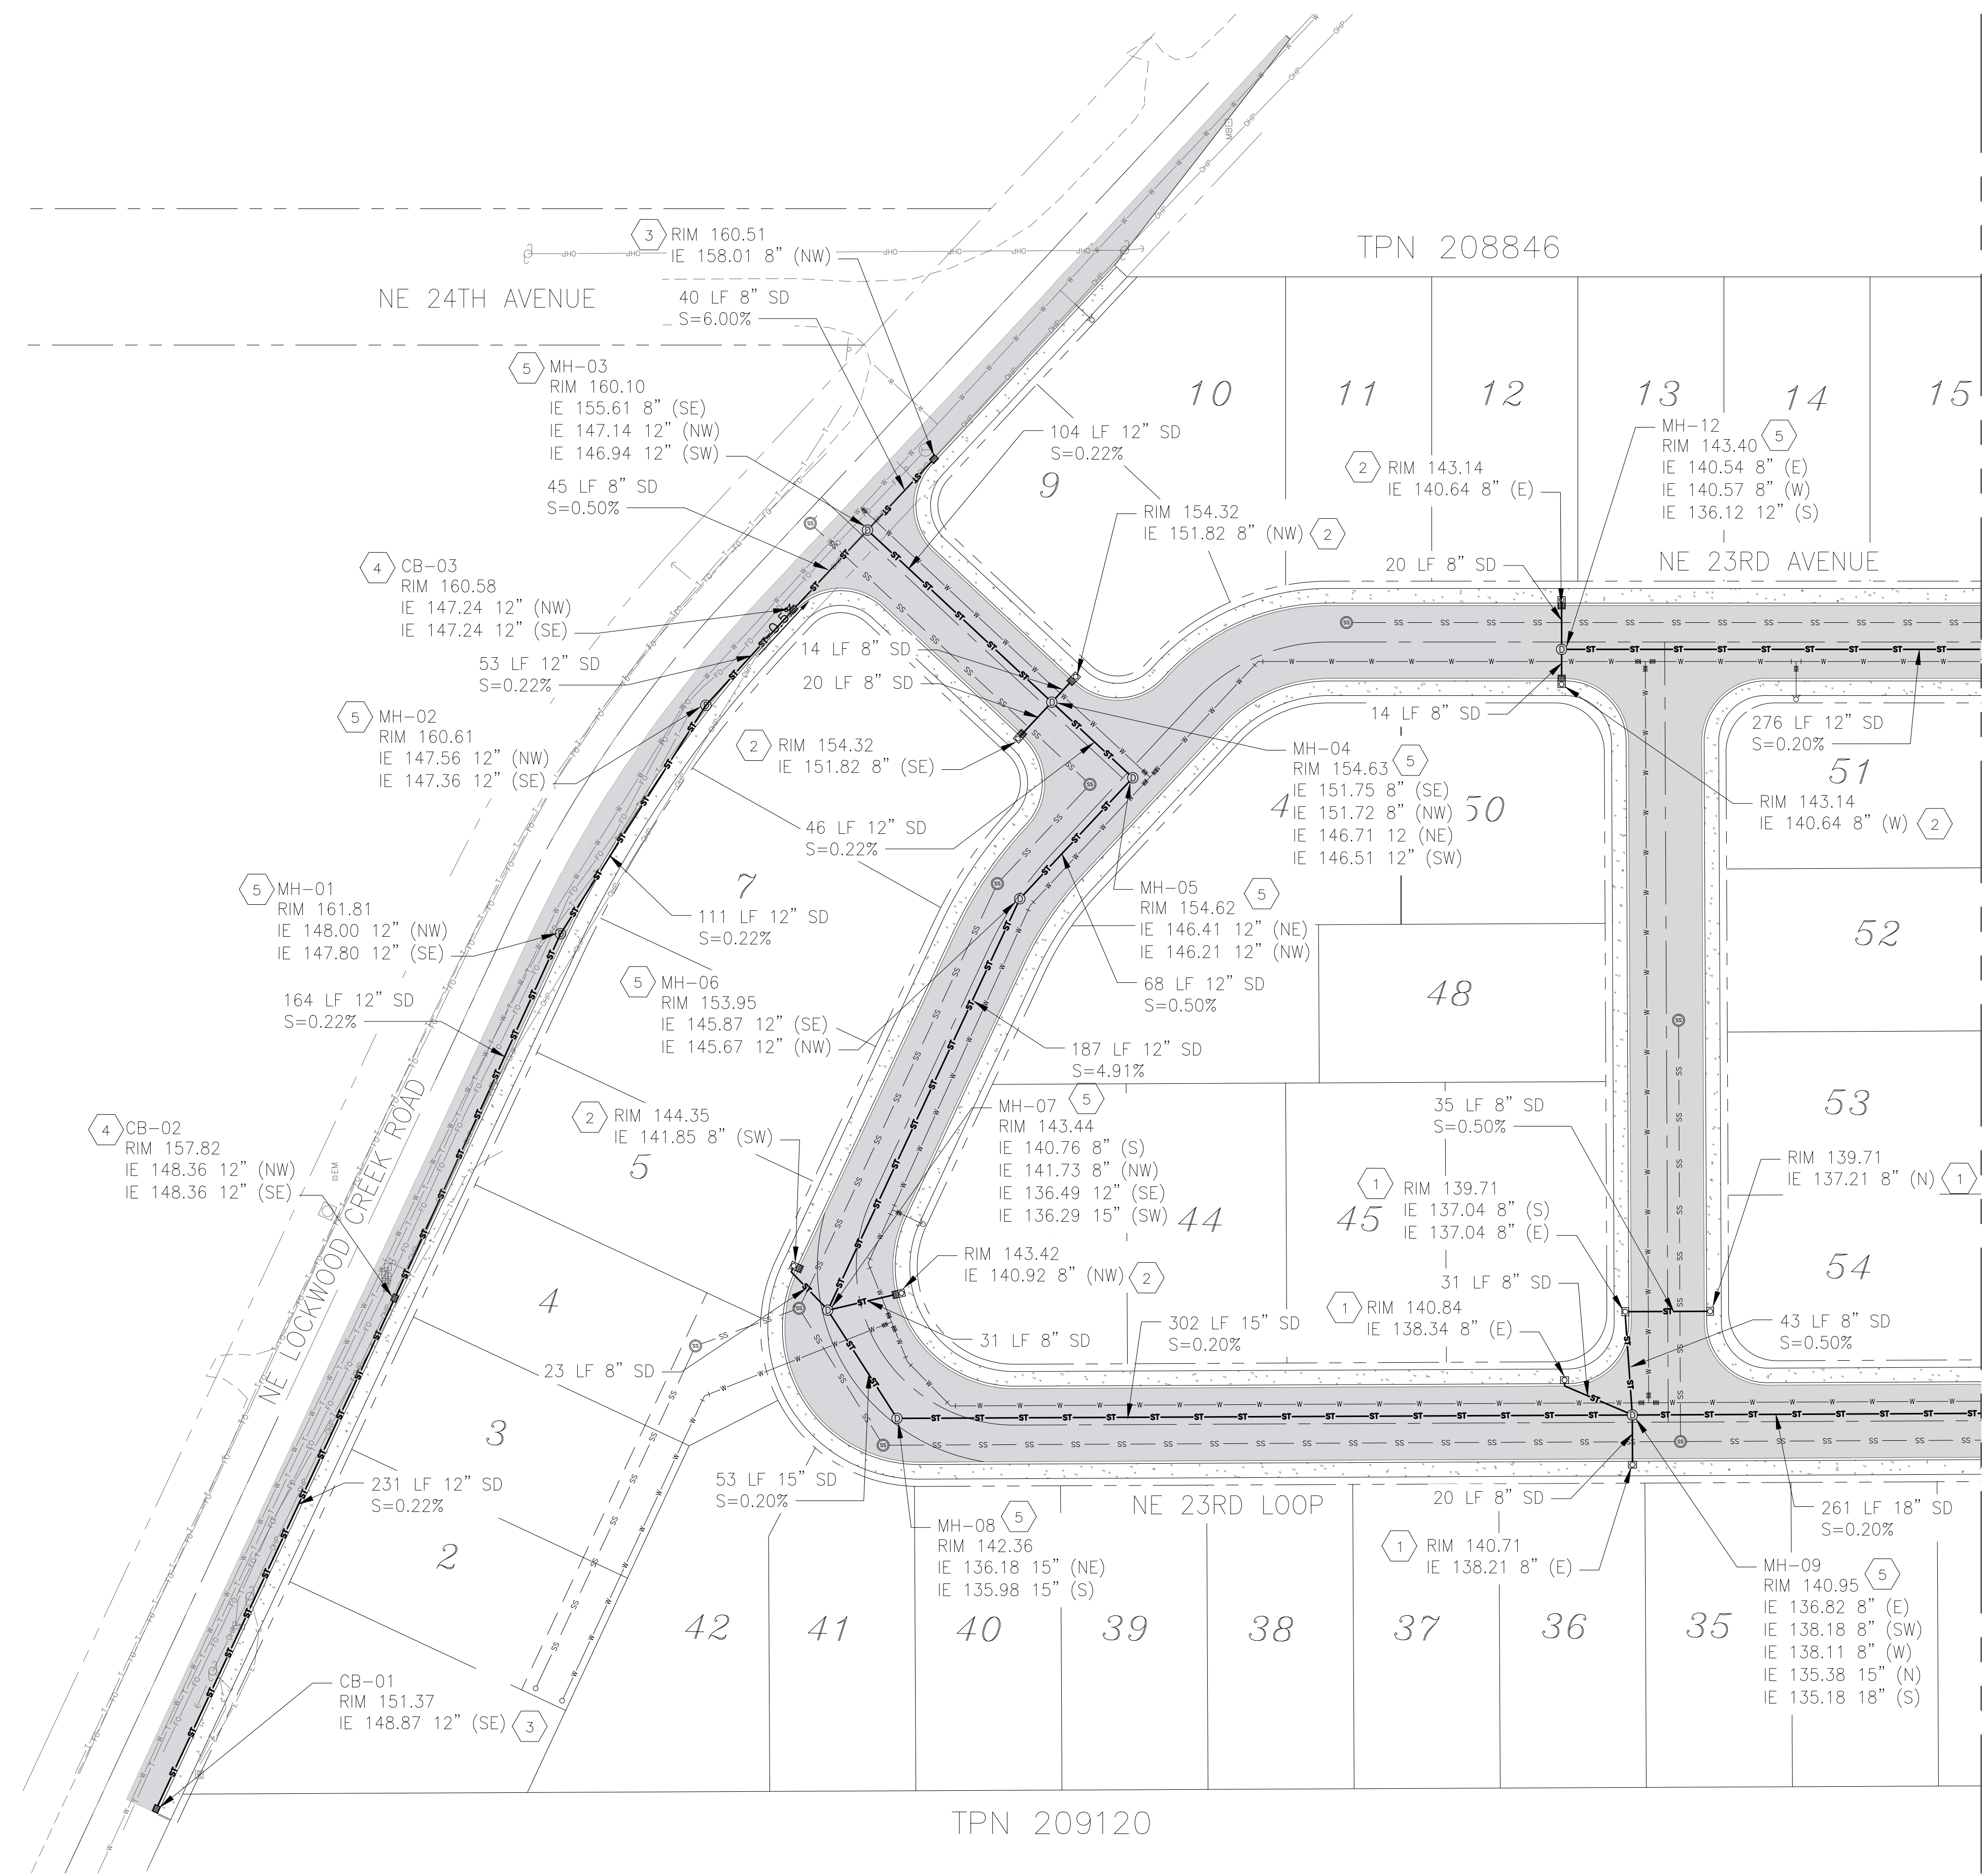 TPN 208846
NE 24TH AVENUE
3
RIM 160.51
IE 158.01 8" (NW)
40 LF 8" SD
S=6.00%
5
MH-03
RIM 160.10
IE 155.61 8" (SE)
IE 147.14 12" (NW)
IE 146.94 12" (SW)
45 LF 8" SD
S=0.50%
104 LF 12" SD
S=0.22%
9
10
11
12
13
14
15
RIM 154.32
IE 151.82 8" (NW)
2
2
RIM 143.14
IE 140.64 8" (E)
MH-12
RIM 143.40
5
IE 140.54 8" (E)
IE 140.57 8" (W)
IE 136.12 12" (S)
20 LF 8" SD
NE 23RD AVENUE
4
CB-03
RIM 160.58
IE 147.24 12" (NW)
IE 147.24 12" (SE)
53 LF 12" SD
S=0.22%
14 LF 8" SD
20 LF 8" SD
5
MH-02
RIM 160.61
IE 147.56 12" (NW)
IE 147.36 12" (SE)
2
RIM 154.32
IE 151.82 8" (SE)
14 LF 8" SD
276 LF 12" SD
S=0.20%
51
MH-04
RIM 154.63
5
IE 151.75 8" (SE)
IE 151.72 8" (NW)
IE 146.71 12 (NE)
IE 146.51 12" (SW)
4
50
RIM 143.14
IE 140.64 8" (W)
2
46 LF 12" SD
S=0.22%
7
111 LF 12" SD
S=0.22%
5
MH-01
RIM 161.81
IE 148.00 12" (NW)
IE 147.80 12" (SE)
MH-05
RIM 154.62
5
IE 146.41 12" (NE)
IE 146.21 12" (NW)
52
68 LF 12" SD
S=0.50%
48
164 LF 12" SD
S=0.22%
5
MH-06
RIM 153.95
IE 145.87 12" (SE)
IE 145.67 12" (NW)
187 LF 12" SD
S=4.91%
NE LOCKWOOD CREEK ROAD
4
CB-02
RIM 157.82
IE 148.36 12" (NW)
IE 148.36 12" (SE)
EM
2
RIM 144.35
IE 141.85 8" (SW)
5
MH-07
5
RIM 143.44
IE 140.76 8" (S)
IE 141.73 8" (NW)
IE 136.49 12" (SE)
IE 136.29 15" (SW)
44
35 LF 8" SD
S=0.50%
53
1
RIM 139.71
IE 137.04 8" (S)
IE 137.04 8" (E)
45
RIM 139.71
IE 137.21 8" (N)
1
RIM 143.42
IE 140.92 8" (NW)
2
31 LF 8" SD
54
1
RIM 140.84
IE 138.34 8" (E)
4
23 LF 8" SD
31 LF 8" SD
302 LF 15" SD
S=0.20%
43 LF 8" SD
S=0.50%
3
231 LF 12" SD
S=0.22%
53 LF 15" SD
S=0.20%
NE 23RD LOOP
20 LF 8" SD
261 LF 18" SD
S=0.20%
2
MH-08
5
RIM 142.36
IE 136.18 15" (NE)
IE 135.98 15" (S)
1
RIM 140.71
IE 138.21 8" (E)
MH-09
RIM 140.95
5
IE 136.82 8" (E)
IE 138.18 8" (SW)
IE 138.11 8" (W)
IE 135.38 15" (N)
IE 135.18 18" (S)
42
41
40
39
38
37
36
35
CB-01
RIM 151.37
IE 148.87 12" (SE)
3
TPN 209120